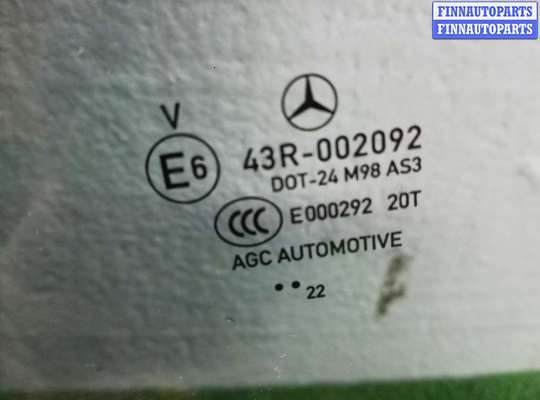 FINNAUTOPARTS
FINNAUTOPARTS
V
E6
43R-002092
DOT-24 M98 AS3
CCC
E000292 20T
AGC AUTOMOTIVE
•• 22